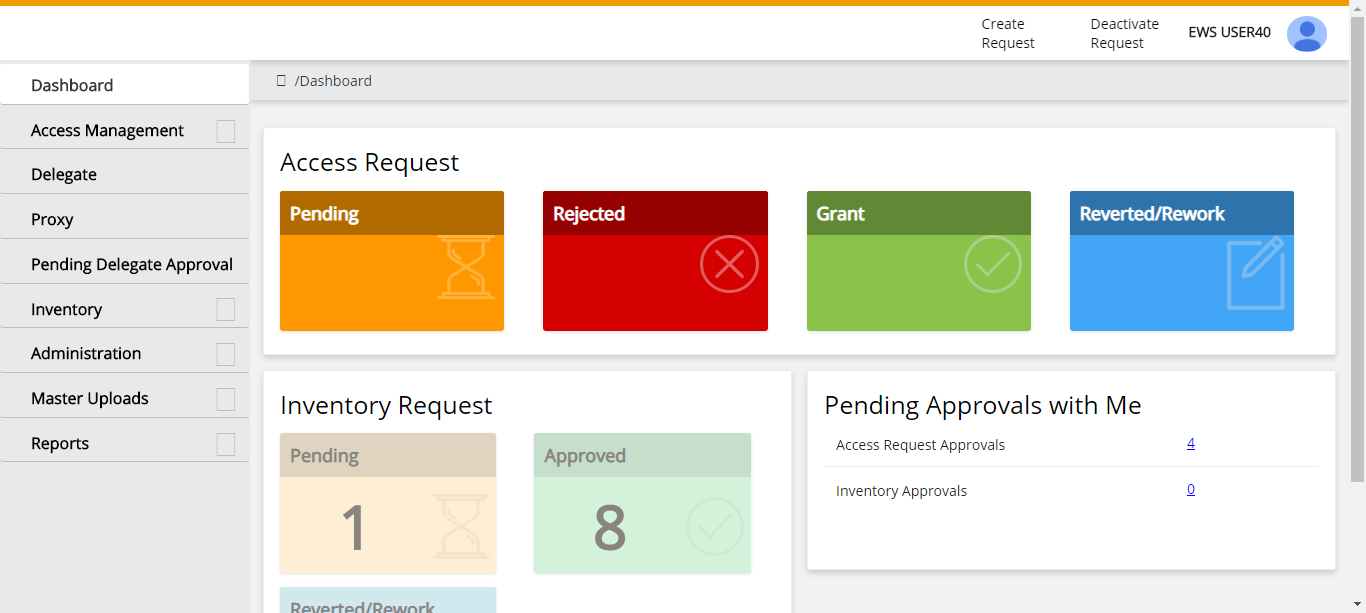 Create
Request
Deactivate
Request
EWS USER40
Dashboard
/Dashboard
Access Management
Delegate
Proxy
Pending Delegate Approval
Inventory
Administration
Master Uploads
Reports
Access Request
Pending
Rejected
Grant
Reverted/Rework
Inventory Request
Pending
1
Approved
8
Reverted/Rework
Pending Approvals with Me
Access Request Approvals 4
Inventory Approvals 0